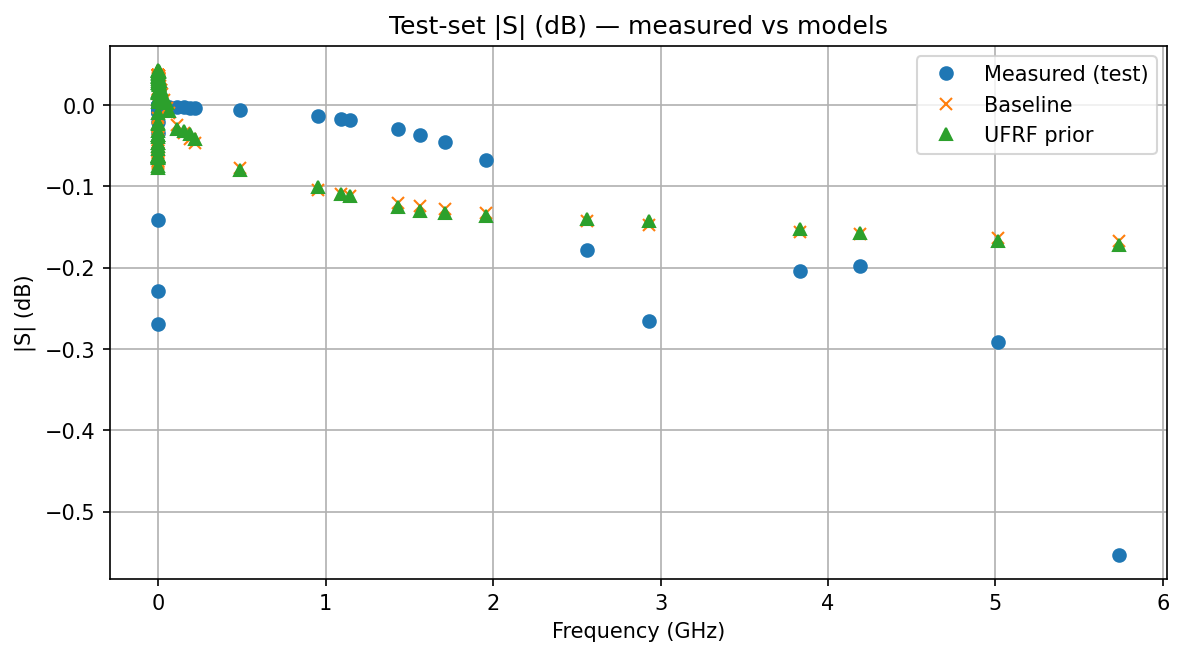 Test-set |S| (dB) — measured vs models
Measured (test)
Baseline
UFRF prior
|S| (dB)
0.0
−0.1
−0.2
−0.3
−0.4
−0.5
0 1 2 3 4 5 6
Frequency (GHz)